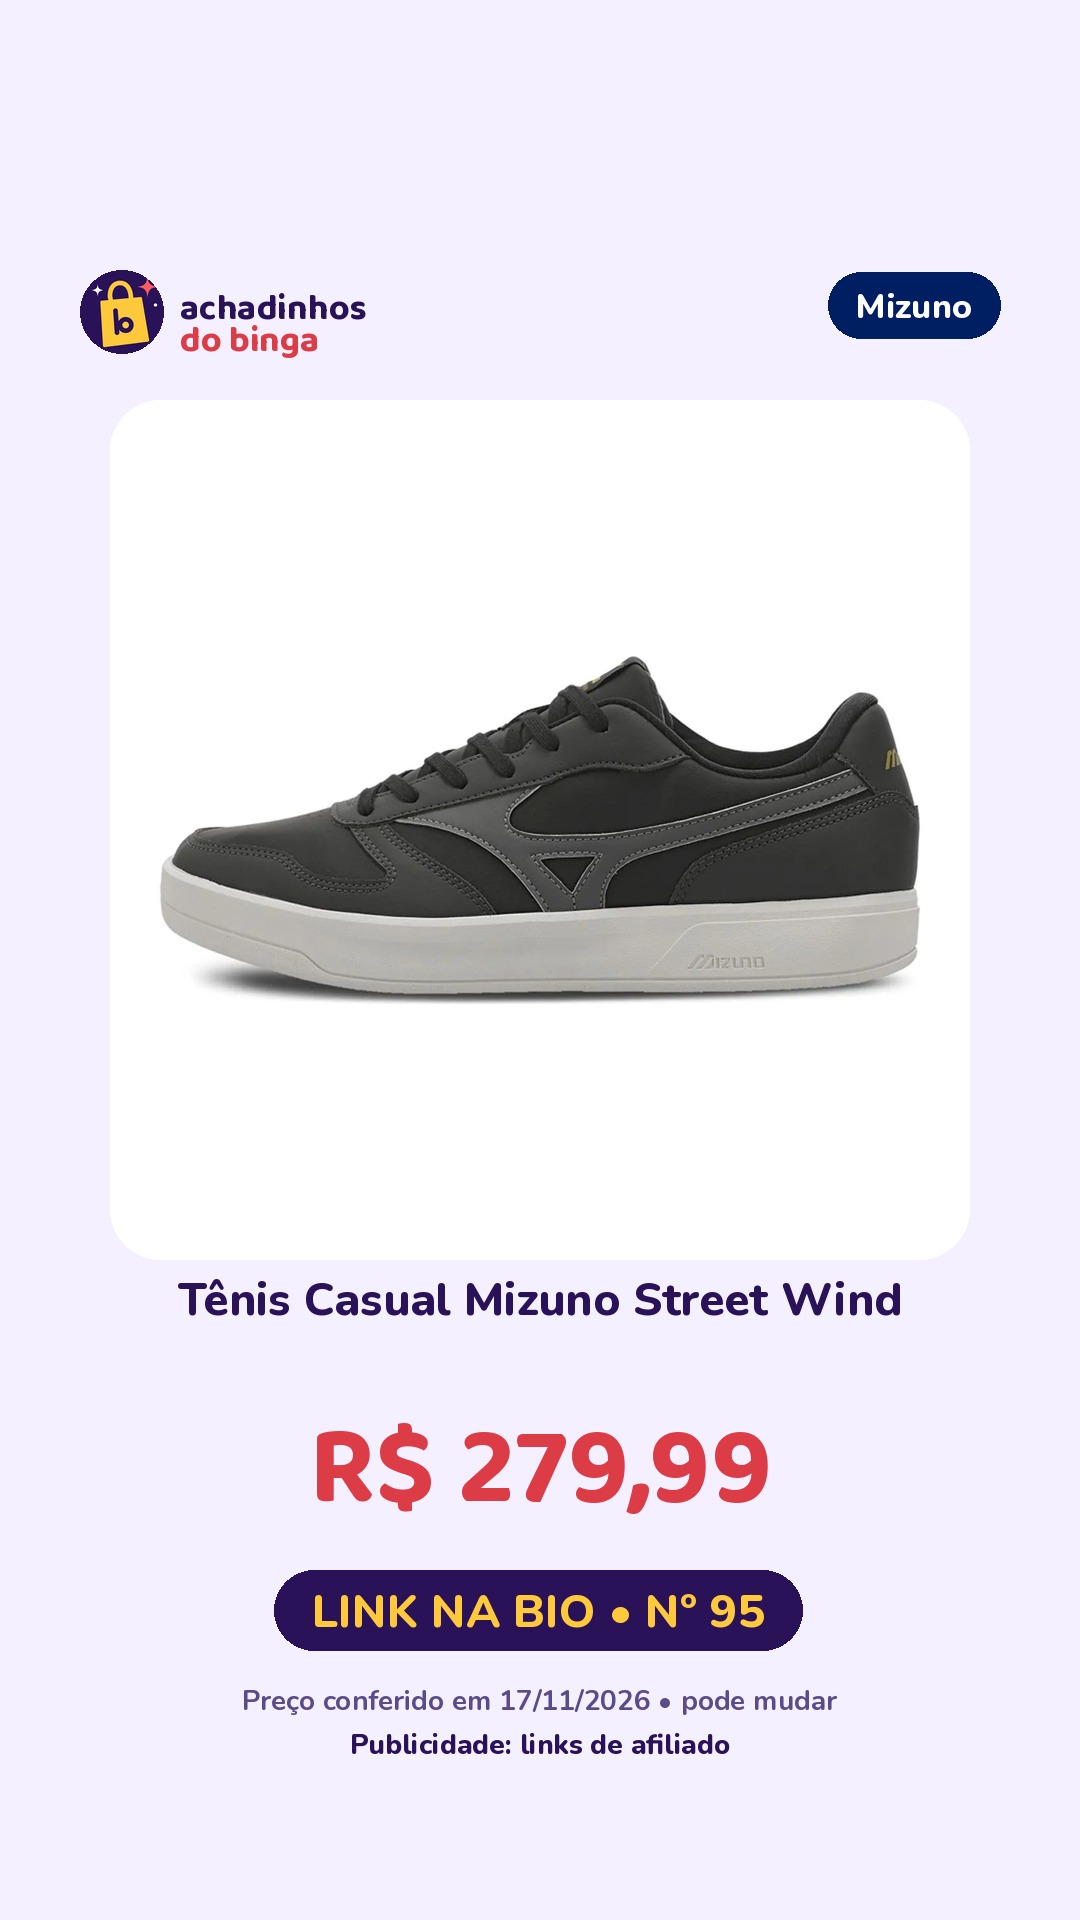 achadinhos
do binga
Mizuno
b
Mizuno
Tênis Casual Mizuno Street Wind
R$ 279,99
LINK NA BIO • Nº 95
Preço conferido em 17/11/2026 • pode mudar
Publicidade: links de afiliado